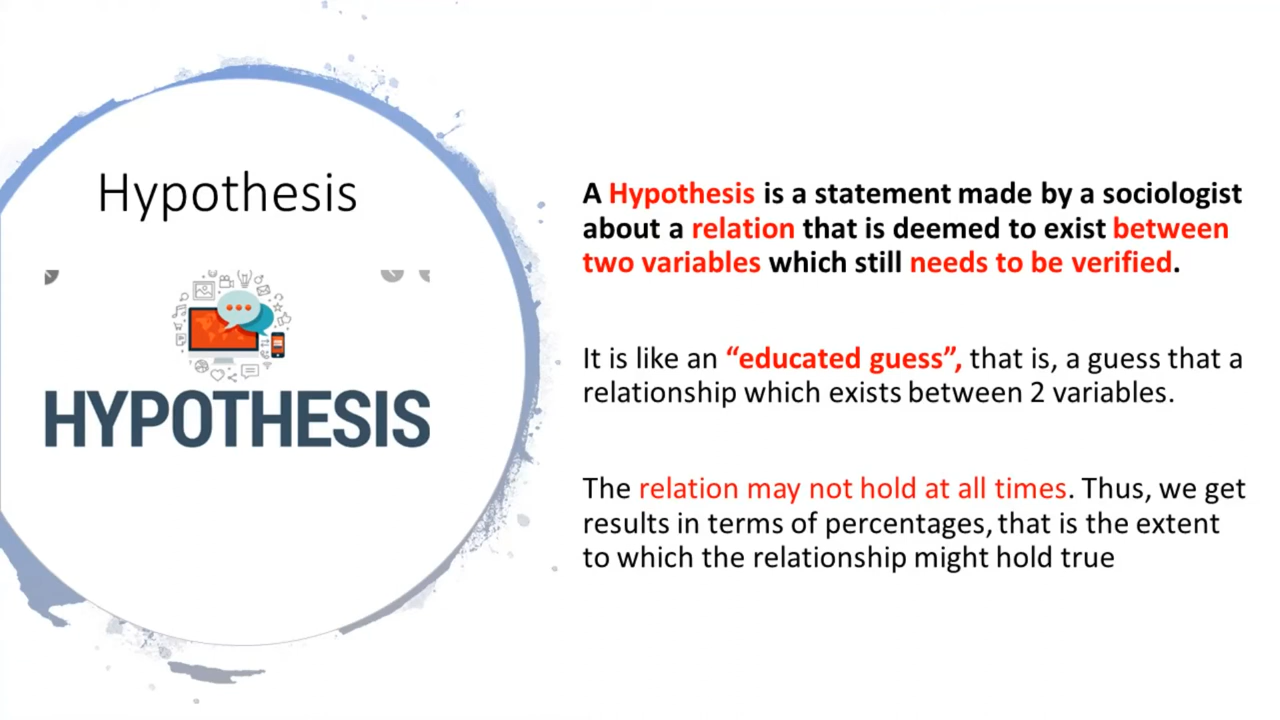 Hypothesis
HYPOTHESIS
A Hypothesis is a statement made by a sociologist
about a relation that is deemed to exist between
two variables which still needs to be verified.
It is like an “educated guess”, that is, a guess that a
relationship which exists between 2 variables.
The relation may not hold at all times. Thus, we get
results in terms of percentages, that is the extent
to which the relationship might hold true